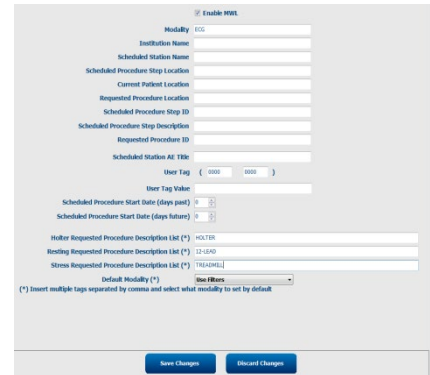 Enable MWL
Modality ECG
Institution Name
Scheduled Station Name
Scheduled Procedure Step Location
Current Patient Location
Requested Procedure Location
Scheduled Procedure Step ID
Scheduled Procedure Step Description
Requested Procedure ID
Scheduled Station AE Title
User Tag ( 0000 0000 )
User Tag Value
Scheduled Procedure Start Date (days past) 0
Scheduled Procedure Start Date (days future) 0
Holter Requested Procedure Description List (*) HOLTER
Resting Requested Procedure Description List (*) 12-LEAD
Stress Requested Procedure Description List (*) TREADMILL
Default Modality (*) Use Filters
(*) Insert multiple tags separated by comma and select what modality to set by default
Save Changes Discard Changes